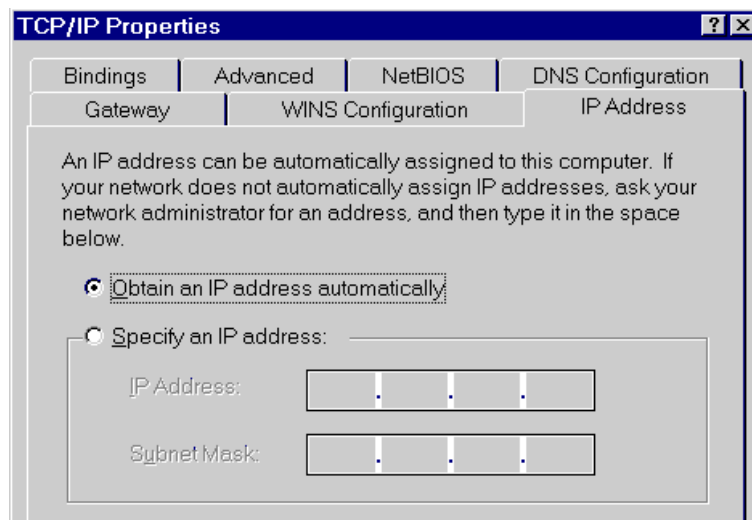 TCP/IP Properties
Bindings Advanced NetBIOS DNS Configuration
Gateway WINS Configuration IP Address
An IP address can be automatically assigned to this computer. If
your network does not automatically assign IP addresses, ask your
network administrator for an address, and then type it in the space
below.
Obtain an IP address automatically
Specify an IP address:
IP Address:
Subnet Mask: